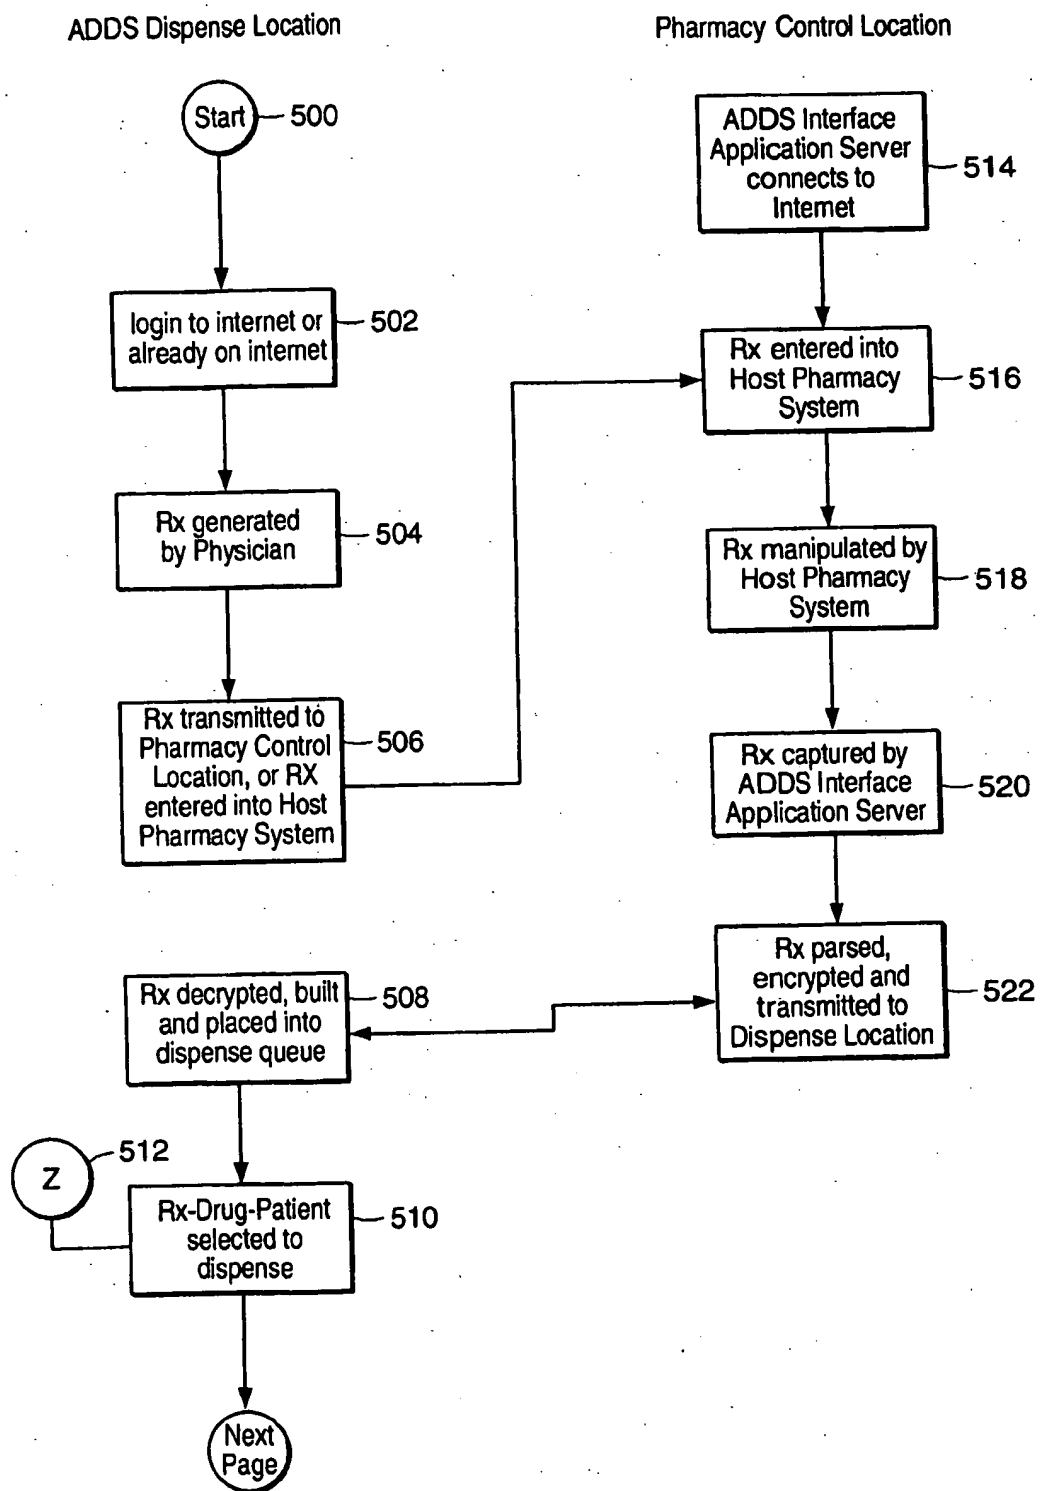 ADDS Dispense Location
Start
500
login to internet or
already on internet
502
Rx generated
by Physician
504
Rx transmitted to
Pharmacy Control
Location, or RX
entered into Host
Pharmacy System
506
Rx decrypted, built
and placed into
dispense queue
508
Z
512
Rx-Drug-Patient
selected to
dispense
510
Next
Page
Pharmacy Control Location
ADDS Interface
Application Server
connects to
Internet
514
Rx entered into
Host Pharmacy
System
516
Rx manipulated by
Host Pharmacy
System
518
Rx captured by
ADDS Interface
Application Server
520
Rx parsed,
encrypted and
transmitted to
Dispense Location
522